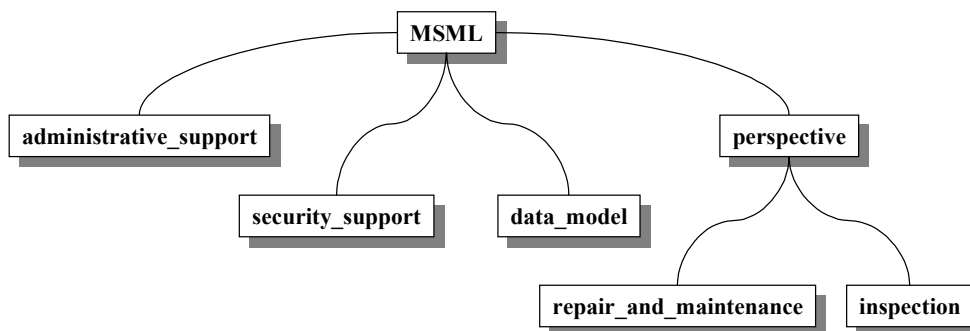 MSML
administrative_support
perspective
security_support
data_model
repair_and_maintenance
inspection